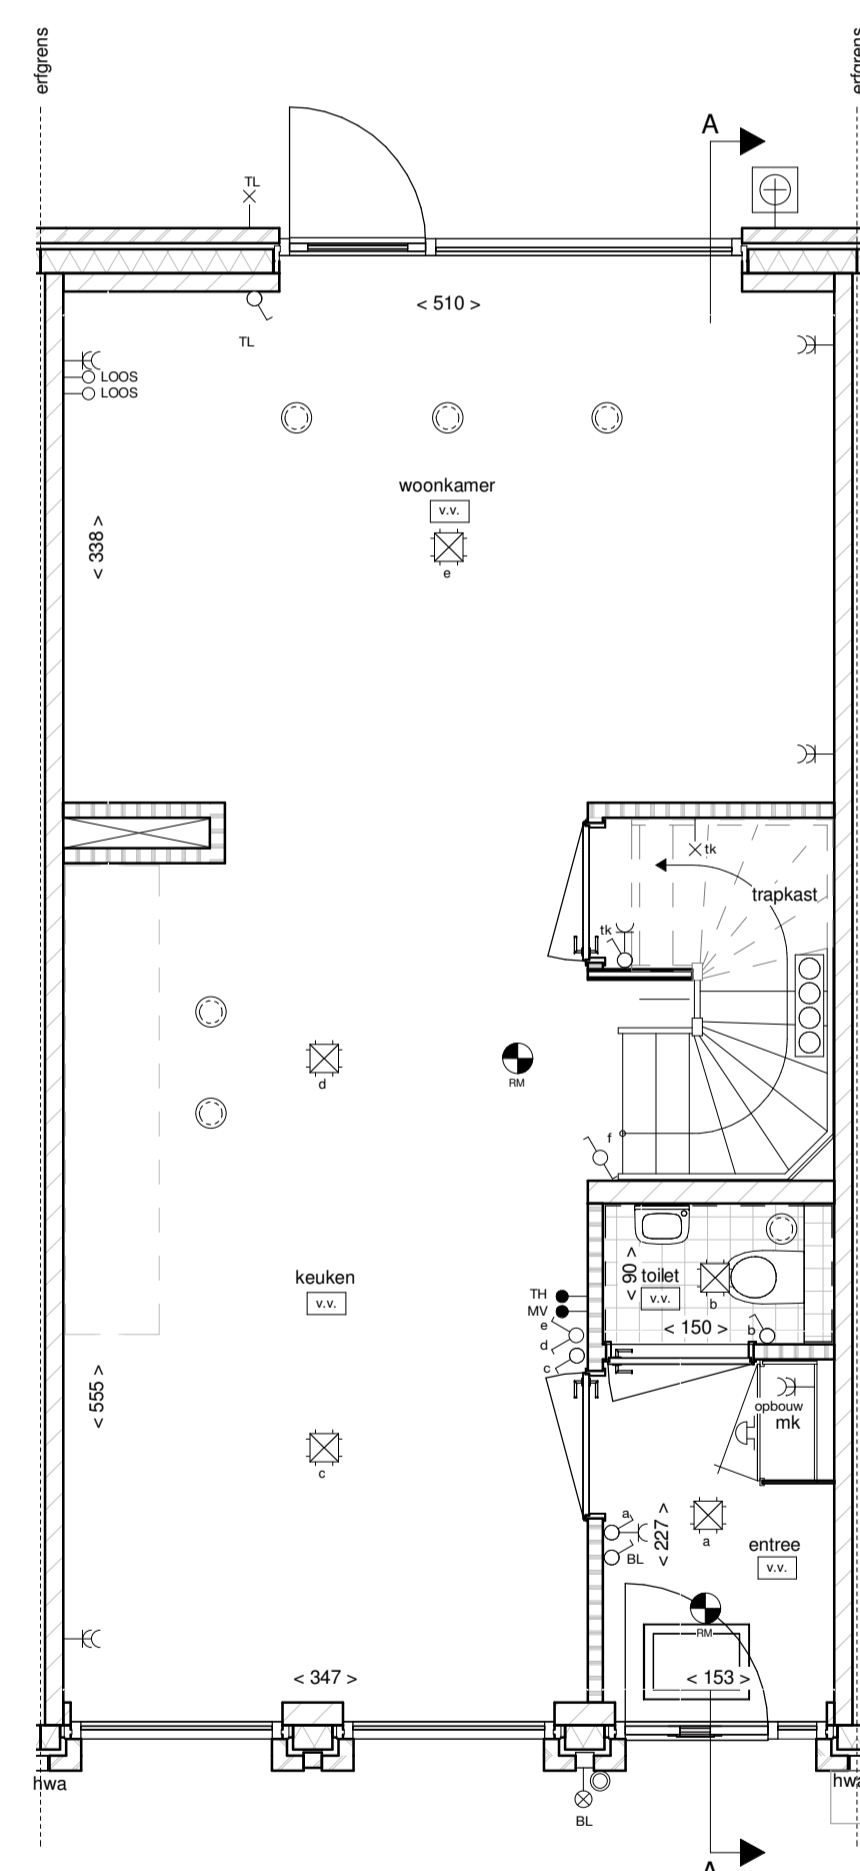 erfgrens
erfgrens
A
TL
< 510 >
TL
LOOS
LOOS
woonkamer
v.v.
e
< 338 >
tk
trapkast
tk
d
RM
f
keuken
v.v.
< 90 >
toilet
v.v.
b
< 150 >
b
TH
MV
e
d
c
< 555 >
opbouw
mk
c
a
BL
< 227 >
a
entree
v.v.
RM
< 347 >
< 153 >
hwa
hwa
BL
A